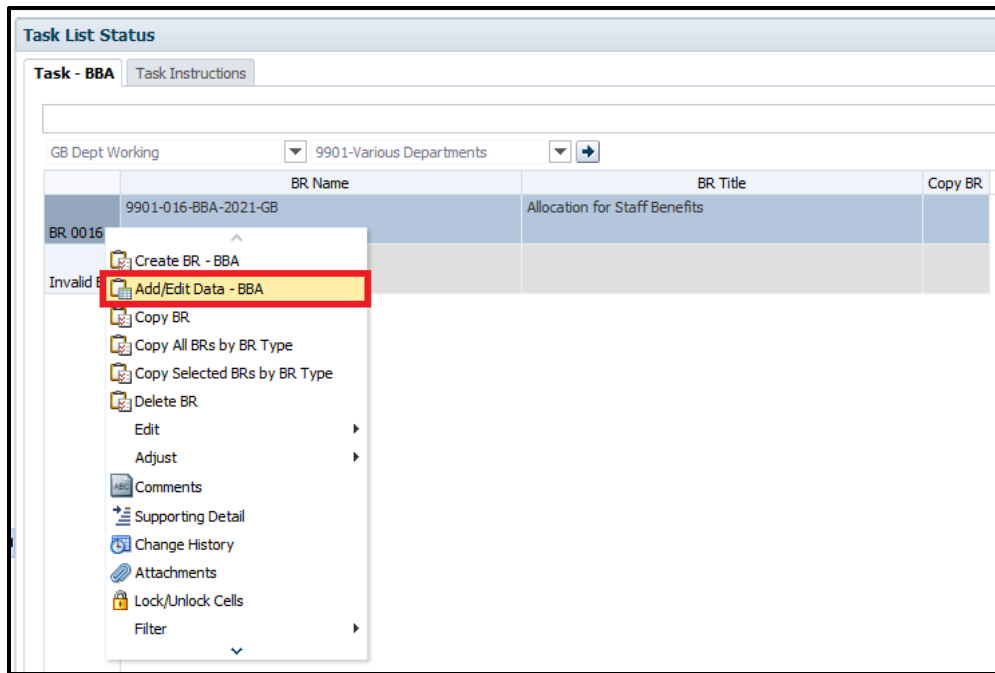 Task List Status
Task - BBA Task Instructions
GB Dept Working 9901-Various Departments
BR Name BR Title Copy BR
9901-016-BBA-2021-GB Allocation for Staff Benefits
BR 0016
Create BR - BBA
Invalid
Add/Edit Data - BBA
Copy BR
Copy All BRs by BR Type
Copy Selected BRs by BR Type
Delete BR
Edit
Adjust
ABC Comments
Supporting Detail
Change History
Attachments
Lock/Unlock Cells
Filter